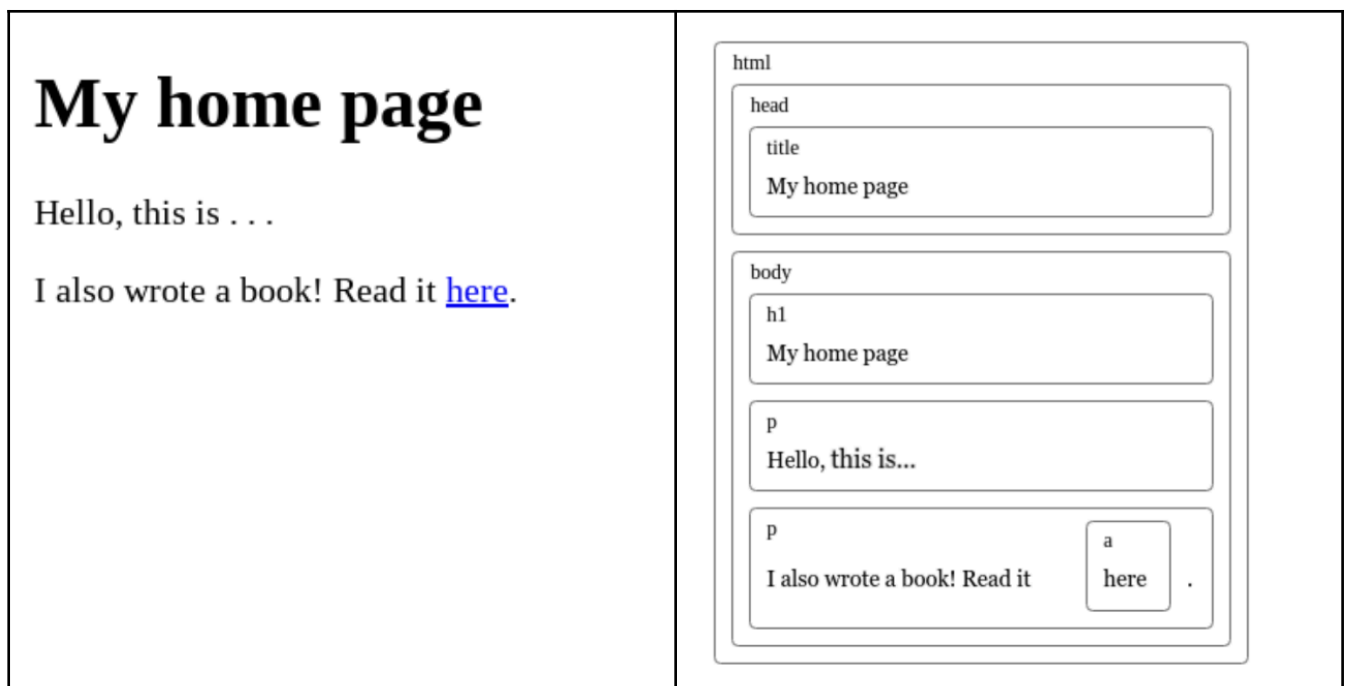 My home page
Hello, this is . . .
I also wrote a book! Read it here.
html
head
title
My home page
body
h1
My home page
p
Hello, this is...
p
a
I also wrote a book! Read it here .